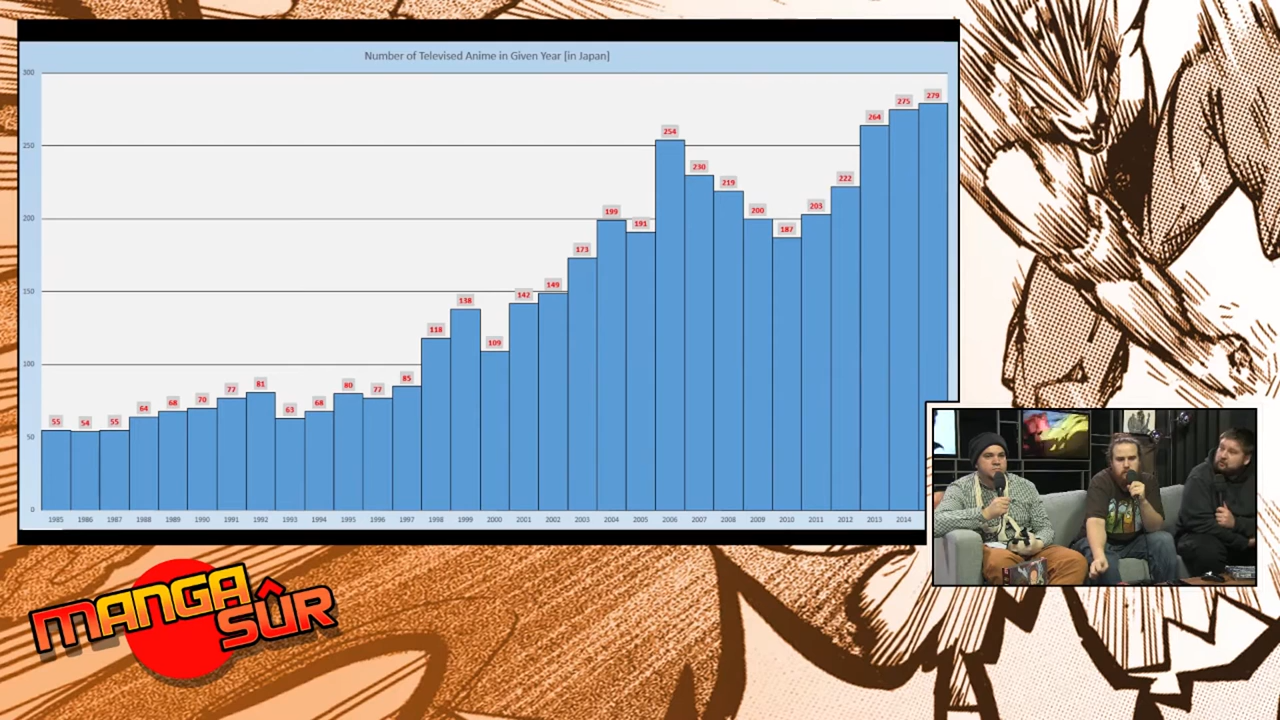 Number of Televised Anime in Given Year [in Japan]
300
250
200
150
100
50
0
55 54 55 64 68 70 77 81 63 68 80 77 85 118 138 109 142 149 173 199 191 254 230 219 200 187 203 222 264 275 279
1985 1986 1987 1988 1989 1990 1991 1992 1993 1994 1995 1996 1997 1998 1999 2000 2001 2002 2003 2004 2005 2006 2007 2008 2009 2010 2011 2012 2013 2014
MANGA
SÛR